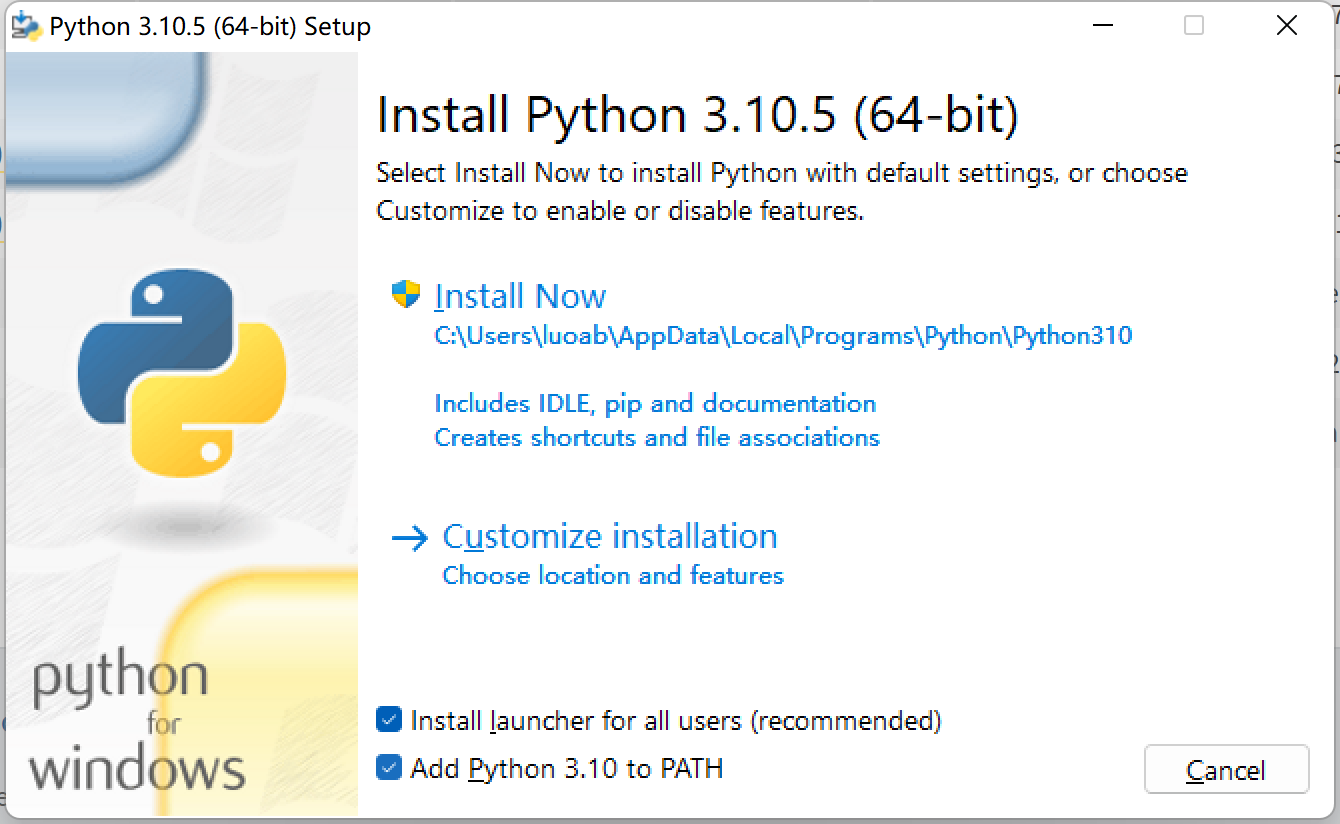 Python 3.10.5 (64-bit) Setup
Install Python 3.10.5 (64-bit)
Select Install Now to install Python with default settings, or choose
Customize to enable or disable features.
Install Now
C:\Users\luoab\AppData\Local\Programs\Python\Python310
Includes IDLE, pip and documentation
Creates shortcuts and file associations
Customize installation
Choose location and features
python
for
windows
Install launcher for all users (recommended)
Add Python 3.10 to PATH
Cancel